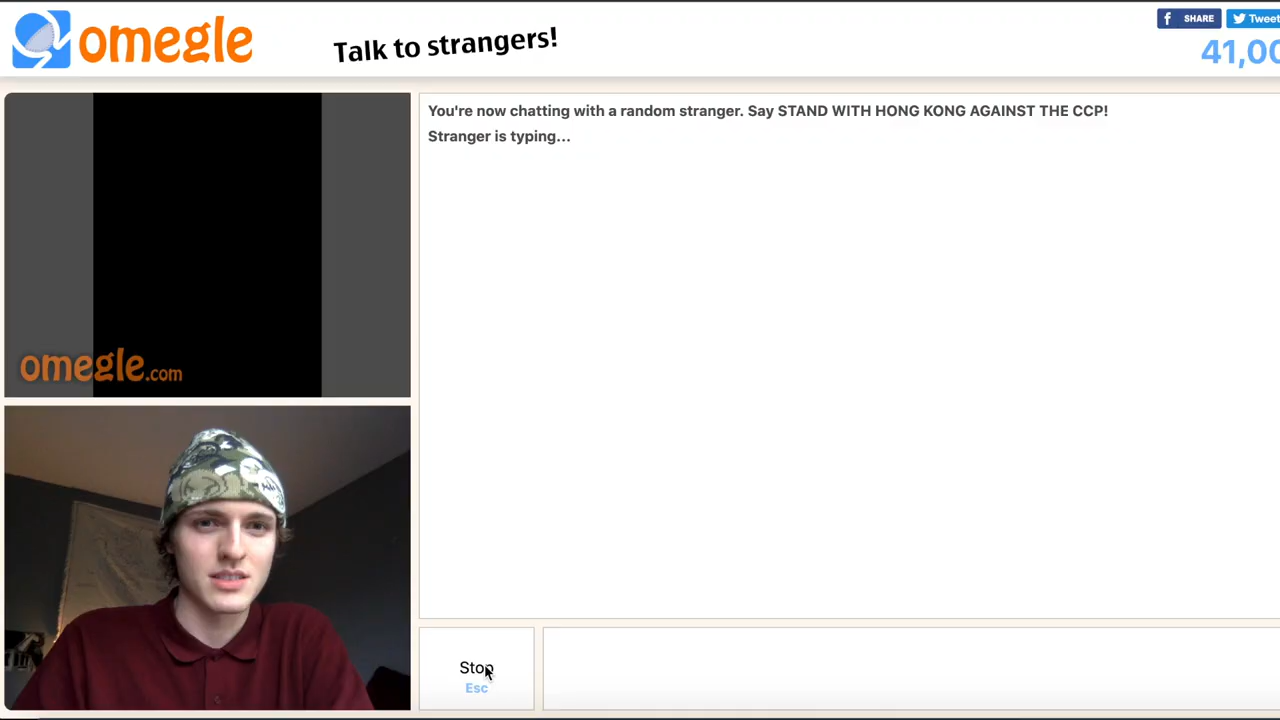 omegle
Talk to strangers!
SHARE
Tweet
41,00
You're now chatting with a random stranger. Say STAND WITH HONG KONG AGAINST THE CCP!
Stranger is typing...
omegle.com
Stop
Esc